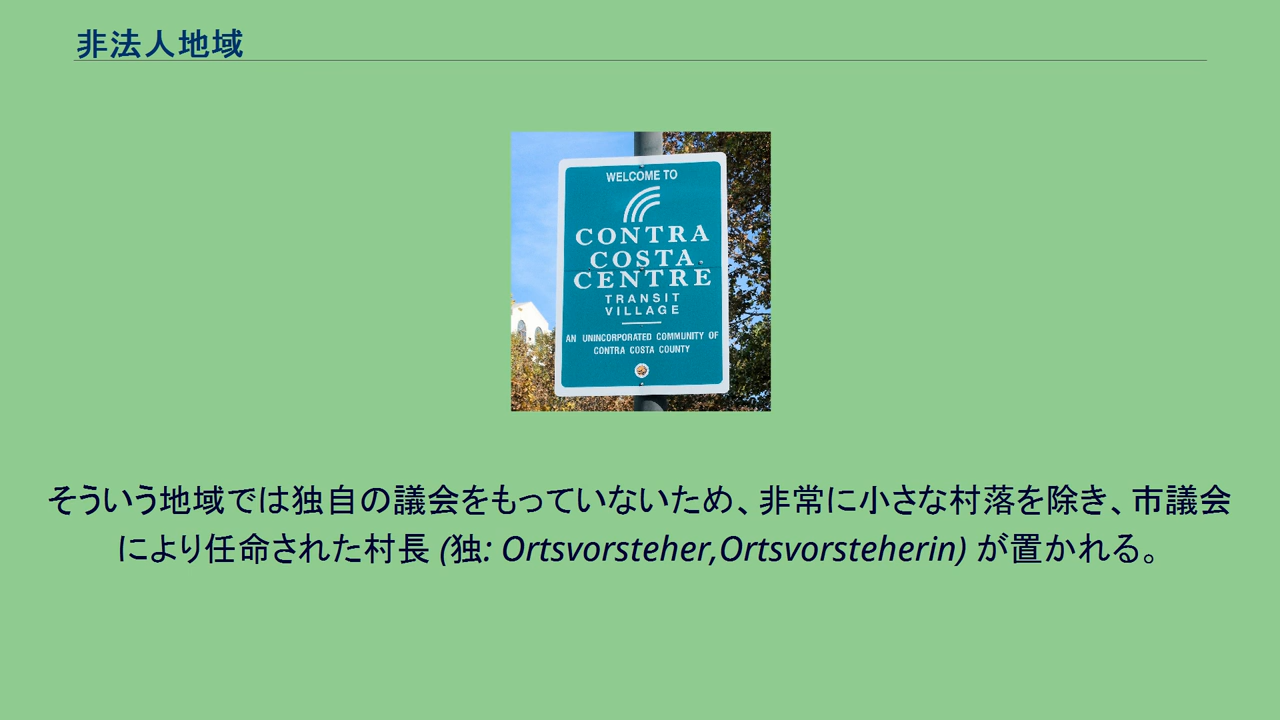 非法人地域
WELCOME TO
CONTRA
COSTA
CENTRE
TRANSIT
VILLAGE
AN UNINCORPORATED COMMUNITY OF
CONTRA COSTA COUNTY
そういう地域では独自の議会をもっていないため、非常に小さな村落を除き、市議会
により任命された村長 (独: Ortsvorsteher,Ortsvorsteherin) が置かれる。